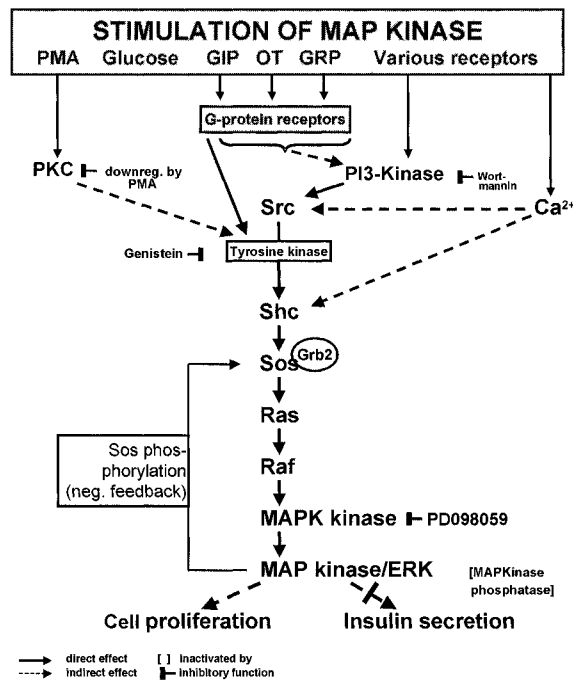 STIMULATION OF MAP KINASE
PMA Glucose GIP OT GRP Various receptors
G-protein receptors
PKC downreg. by PMA
PI3-Kinase Wort-
mannin
Src Ca2+
Genistein Tyrosine kinase
Shc
Sos Grb2
Ras
Sos phos-
phorylation
(neg. feedback)
Raf
MAPK kinase PD098059
MAP kinase/ERK [MAPKinase
phosphatase]
Cell proliferation Insulin secretion
direct effect [ ] Inactivated by
indirect effect inhibitory function